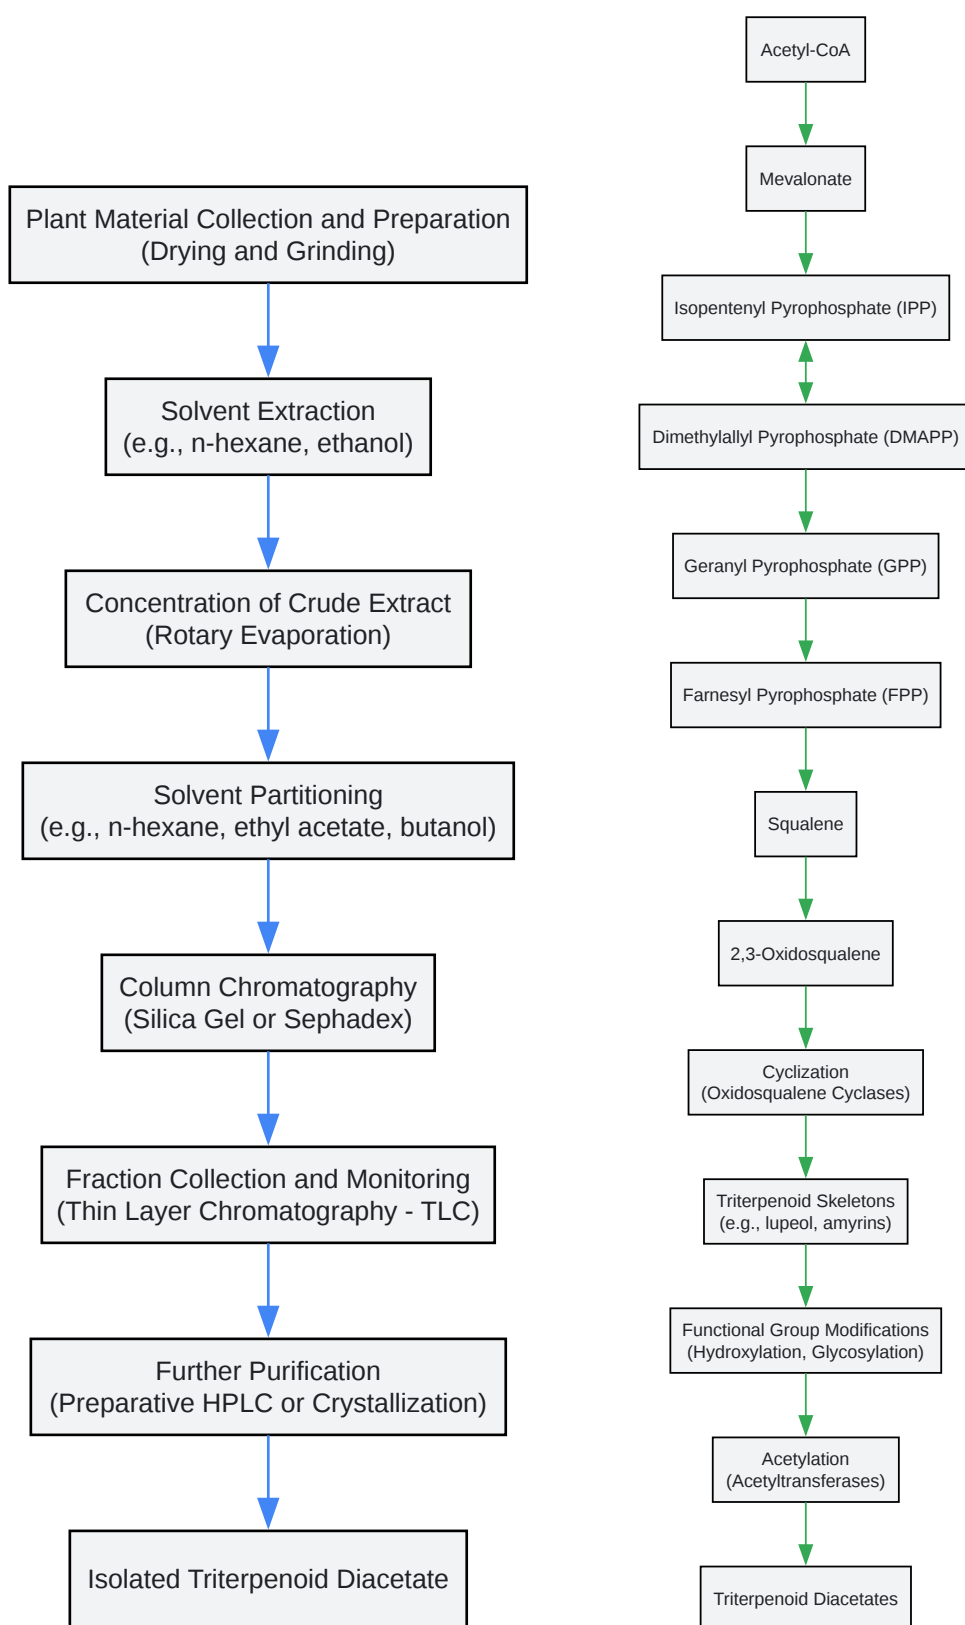 Plant Material Collection and Preparation
(Drying and Grinding)
Solvent Extraction
(e.g., n-hexane, ethanol)
Concentration of Crude Extract
(Rotary Evaporation)
Solvent Partitioning
(e.g., n-hexane, ethyl acetate, butanol)
Column Chromatography
(Silica Gel or Sephadex)
Fraction Collection and Monitoring
(Thin Layer Chromatography - TLC)
Further Purification
(Preparative HPLC or Crystallization)
Isolated Triterpenoid Diacetate
Acetyl-CoA
Mevalonate
Isopentenyl Pyrophosphate (IPP)
Dimethylallyl Pyrophosphate (DMAPP)
Geranyl Pyrophosphate (GPP)
Farnesyl Pyrophosphate (FPP)
Squalene
2,3-Oxidosqualene
Cyclization
(Oxidosqualene Cyclases)
Triterpenoid Skeletons
(e.g., lupeol, amyrins)
Functional Group Modifications
(Hydroxylation, Glycosylation)
Acetylation
(Acetyltransferases)
Triterpenoid Diacetates